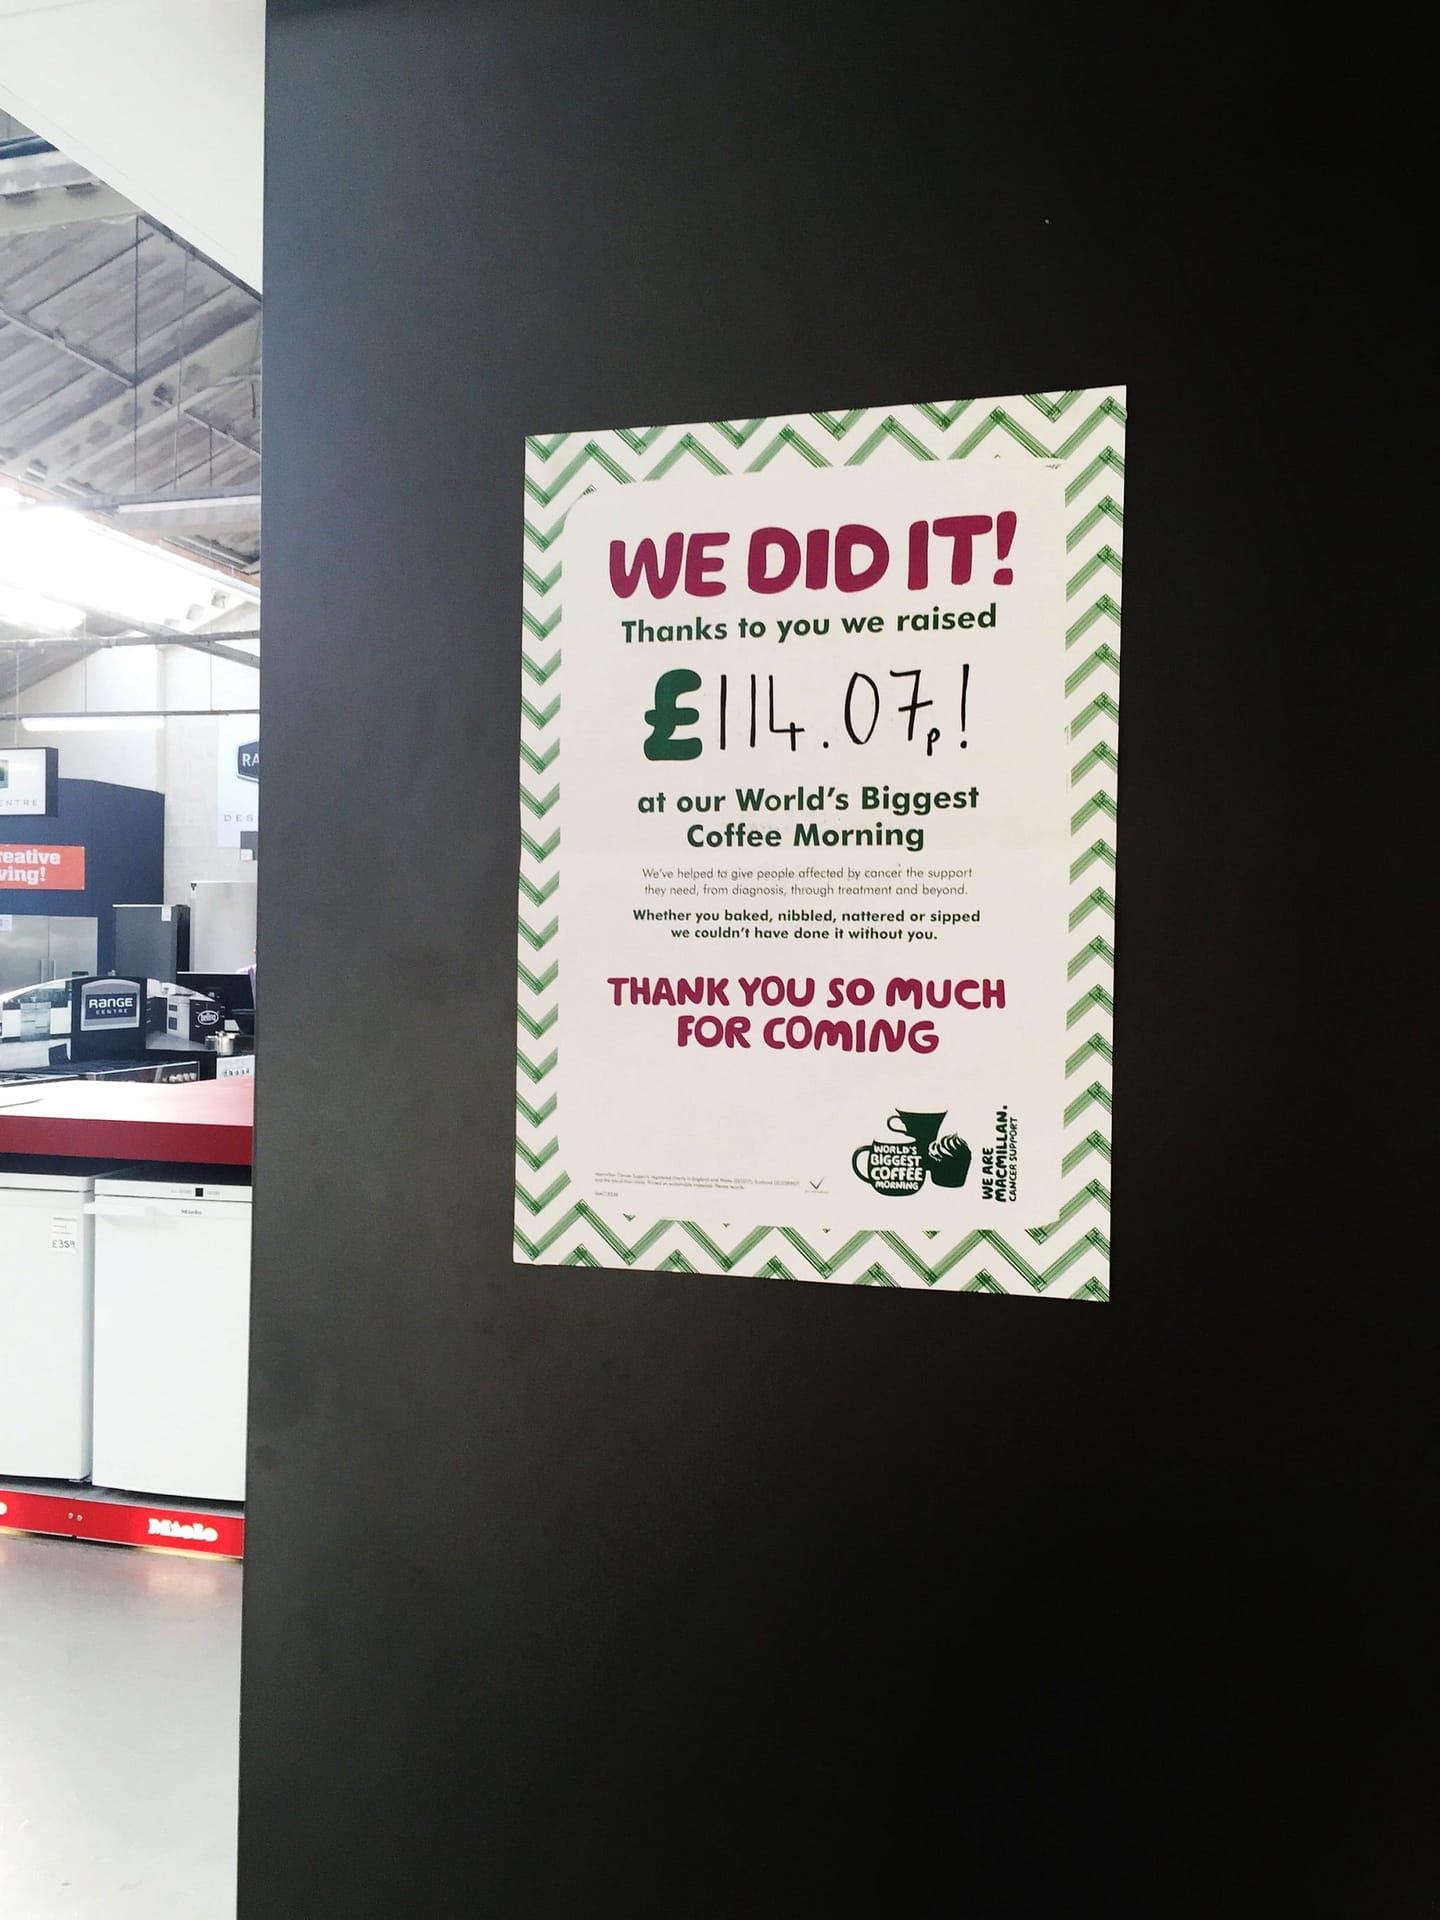 WE DID IT!
Thanks to you we raised
£114.07p!
at our World's Biggest
Coffee Morning
We've helped to give people affected by cancer the support
they need, from diagnosis, through treatment and beyond.
Whether you baked, nibbled, nattered or sipped
we couldn't have done it without you.
THANK YOU SO MUCH
FOR COMING
WORLD'S
BIGGEST
COFFEE
MORNING
WE ARE
MACMILLAN.
CANCER SUPPORT
RANGE
CENTRE
Miele
£359
Miele